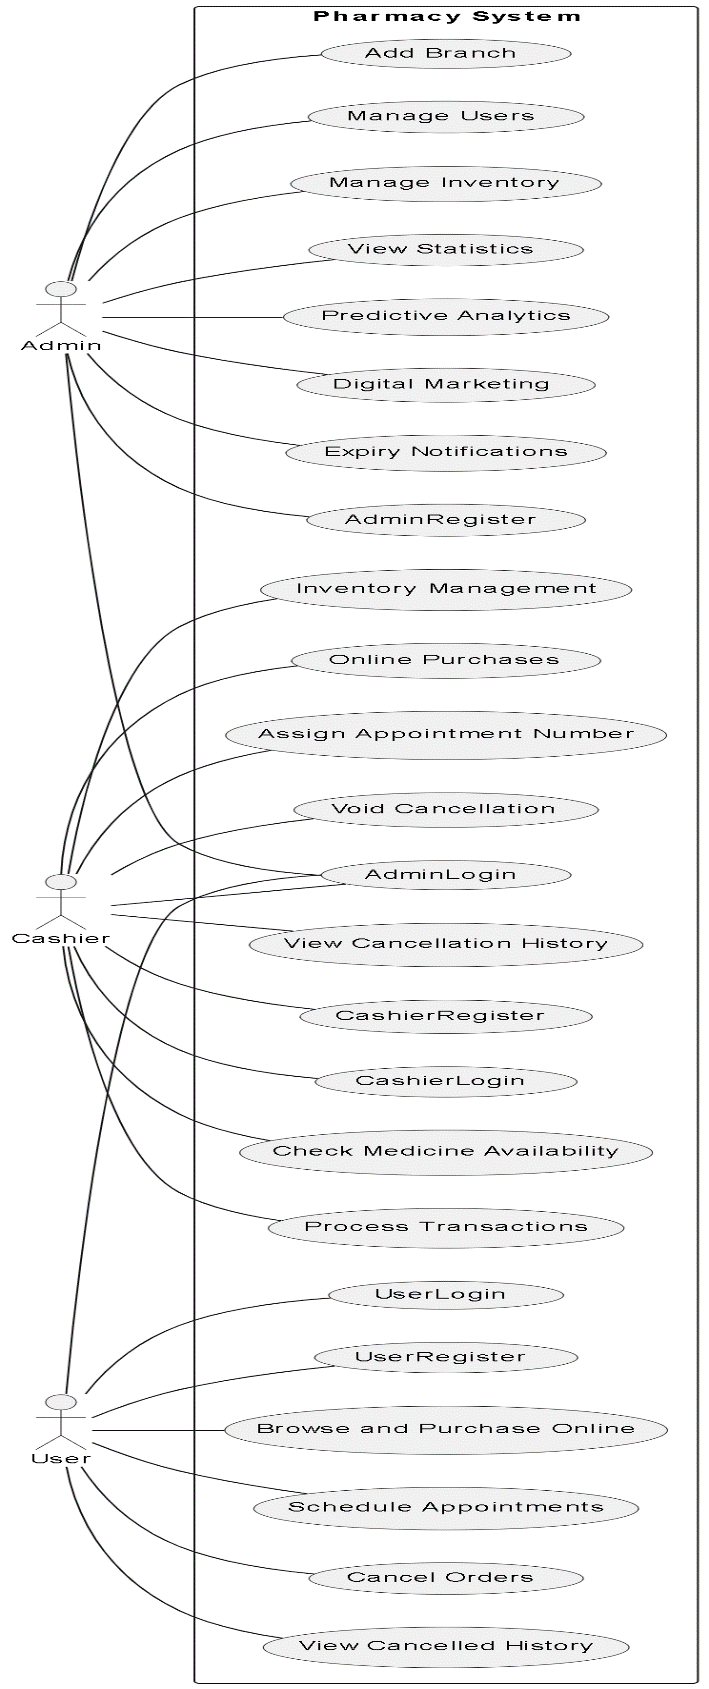 Pharmacy System
Add Branch
Manage Users
Manage Inventory
View Statistics
Predictive Analytics
Admin
Digital Marketing
Expiry Notifications
AdminRegister
Inventory Management
Online Purchases
Assign Appointment Number
Void Cancellation
AdminLogin
Cashier
View Cancellation History
CashierRegister
CashierLogin
Check Medicine Availability
Process Transactions
UserLogin
UserRegister
Browse and Purchase Online
User
Schedule Appointments
Cancel Orders
View Cancelled History